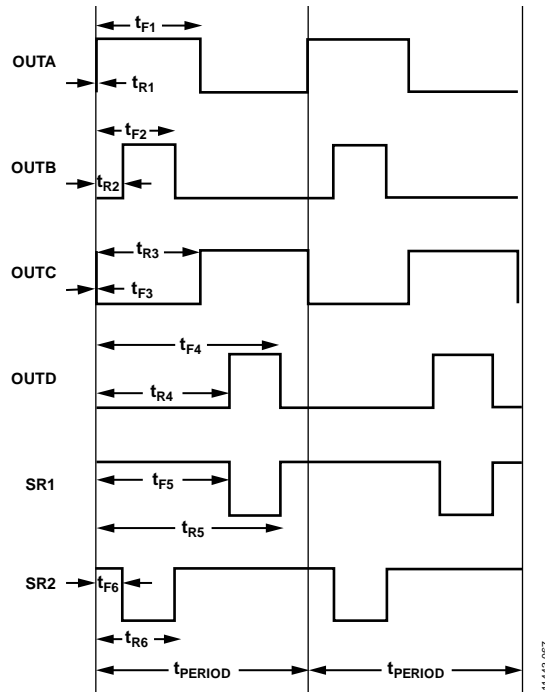 tF1
OUTA
tR1
tF2
OUTB
tR2
tR3
OUTC
tF3
tF4
OUTD
tR4
SR1
tF5
tR5
SR2
tF6
tR6
tPERIOD tPERIOD